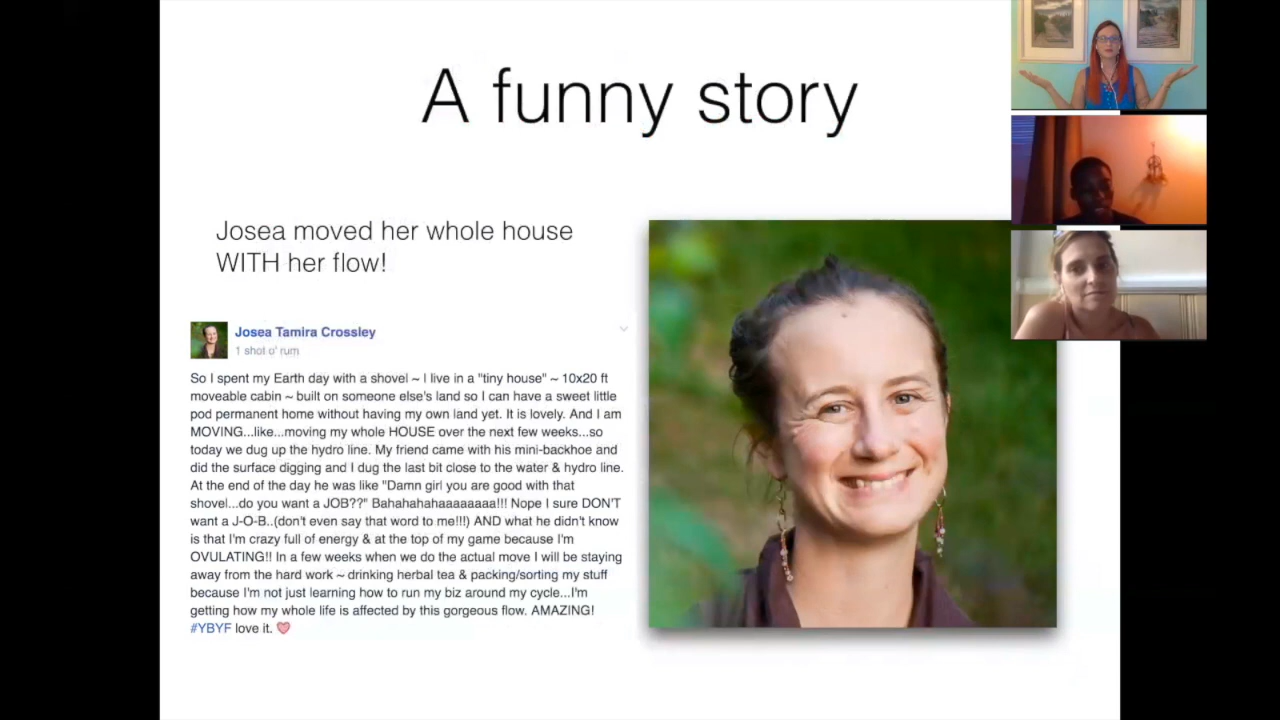 A funny story
Josea moved her whole house
WITH her flow!
Josea Tamira Crossley
1 shot o' rum
So I spent my Earth day with a shovel ~ I live in a "tiny house" ~ 10x20 ft
moveable cabin ~ built on someone else's land so I can have a sweet little
pod permanent home without having my own land yet. It is lovely. And I am
MOVING...like...moving my whole HOUSE over the next few weeks...so
today we dug up the hydro line. My friend came with his mini-backhoe and
did the surface digging and I dug the last bit close to the water & hydro line.
At the end of the day he was like "Damn girl you are good with that
shovel...do you want a JOB??" Bahahahahaaaaaaaa!!! Nope I sure DON'T
want a J-O-B..(don't even say that word to me!!!) AND what he didn't know
is that I'm crazy full of energy & at the top of my game because I'm
OVULATING!! In a few weeks when we do the actual move I will be staying
away from the hard work ~ drinking herbal tea & packing/sorting my stuff
because I'm not just learning how to run my biz around my cycle...I'm
getting how my whole life is affected by this gorgeous flow. AMAZING!
#YBYF love it.